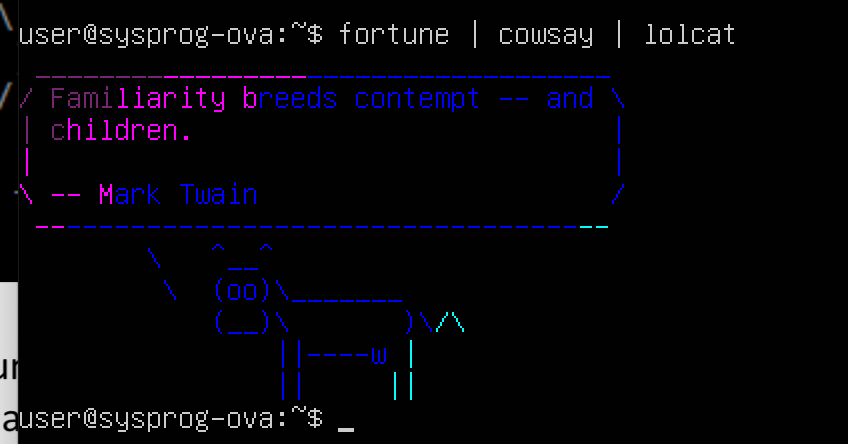 user@sysprog-ova:~$ fortune | cowsay | lolcat
 ____________________________________
/ Familiarity breeds contempt -- and \
| children.                          |
|                                    |
\ -- Mark Twain                      /
 ------------------------------------
        \   ^__^
         \  (oo)\_______
            (__)\       )\/\
                ||----w |
                ||     ||
user@sysprog-ova:~$ _